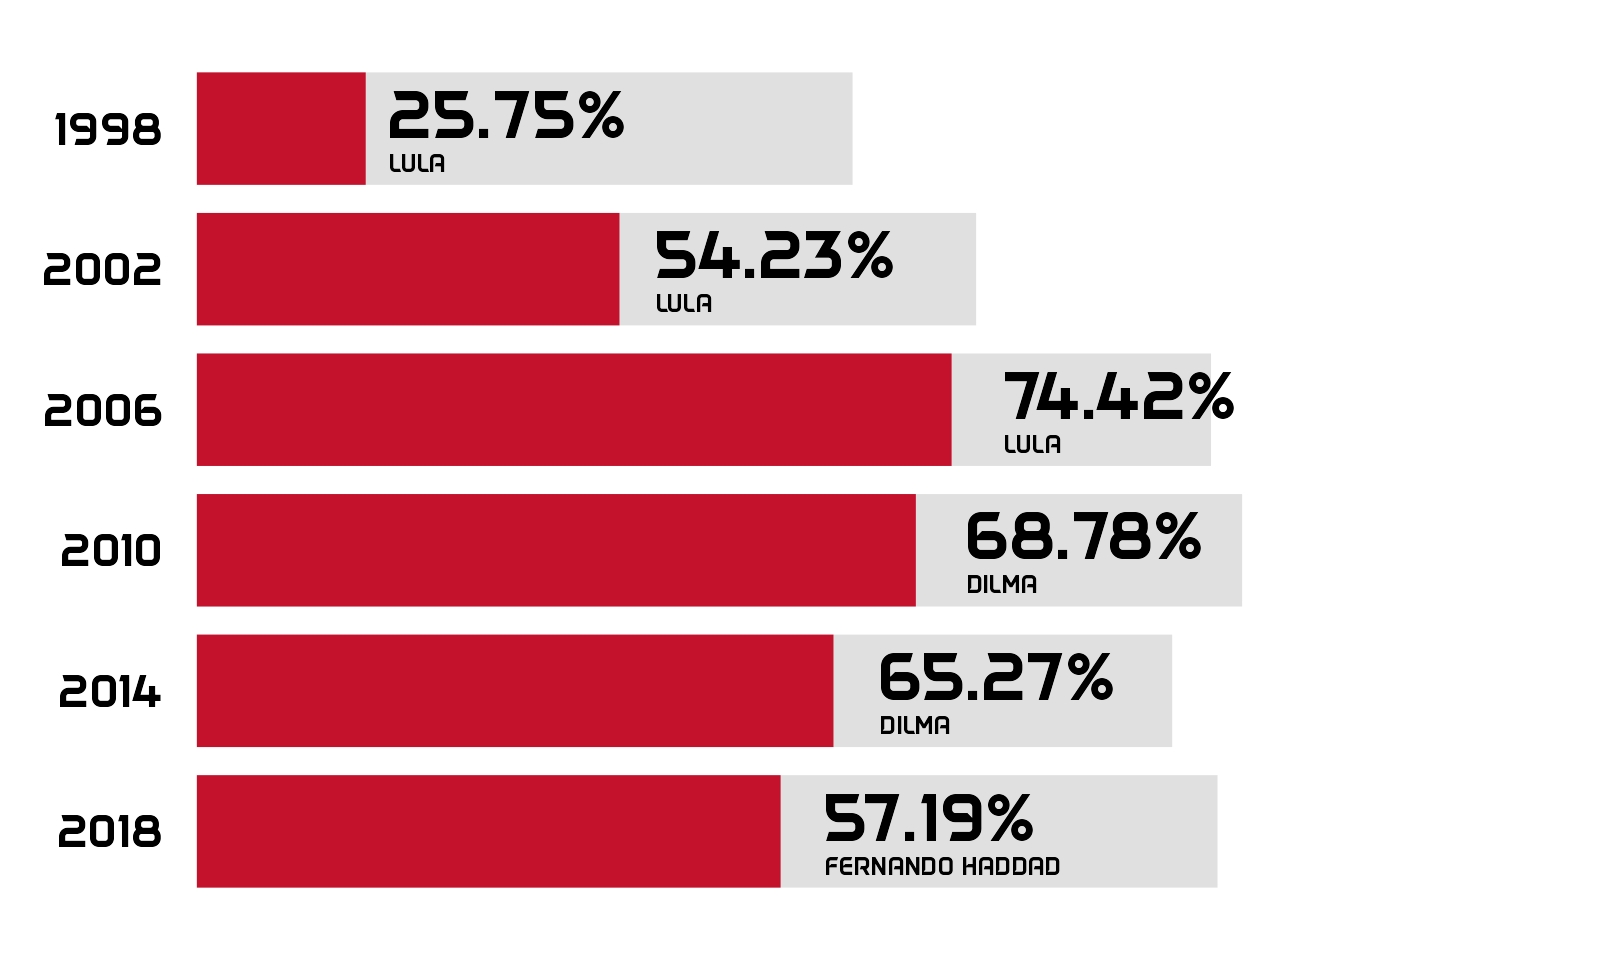 1998
25.75%
LULA
2002
54.23%
LULA
2006
74.42%
LULA
2010
68.78%
DILMA
2014
65.27%
DILMA
2018
57.19%
FERNANDO HADDAD